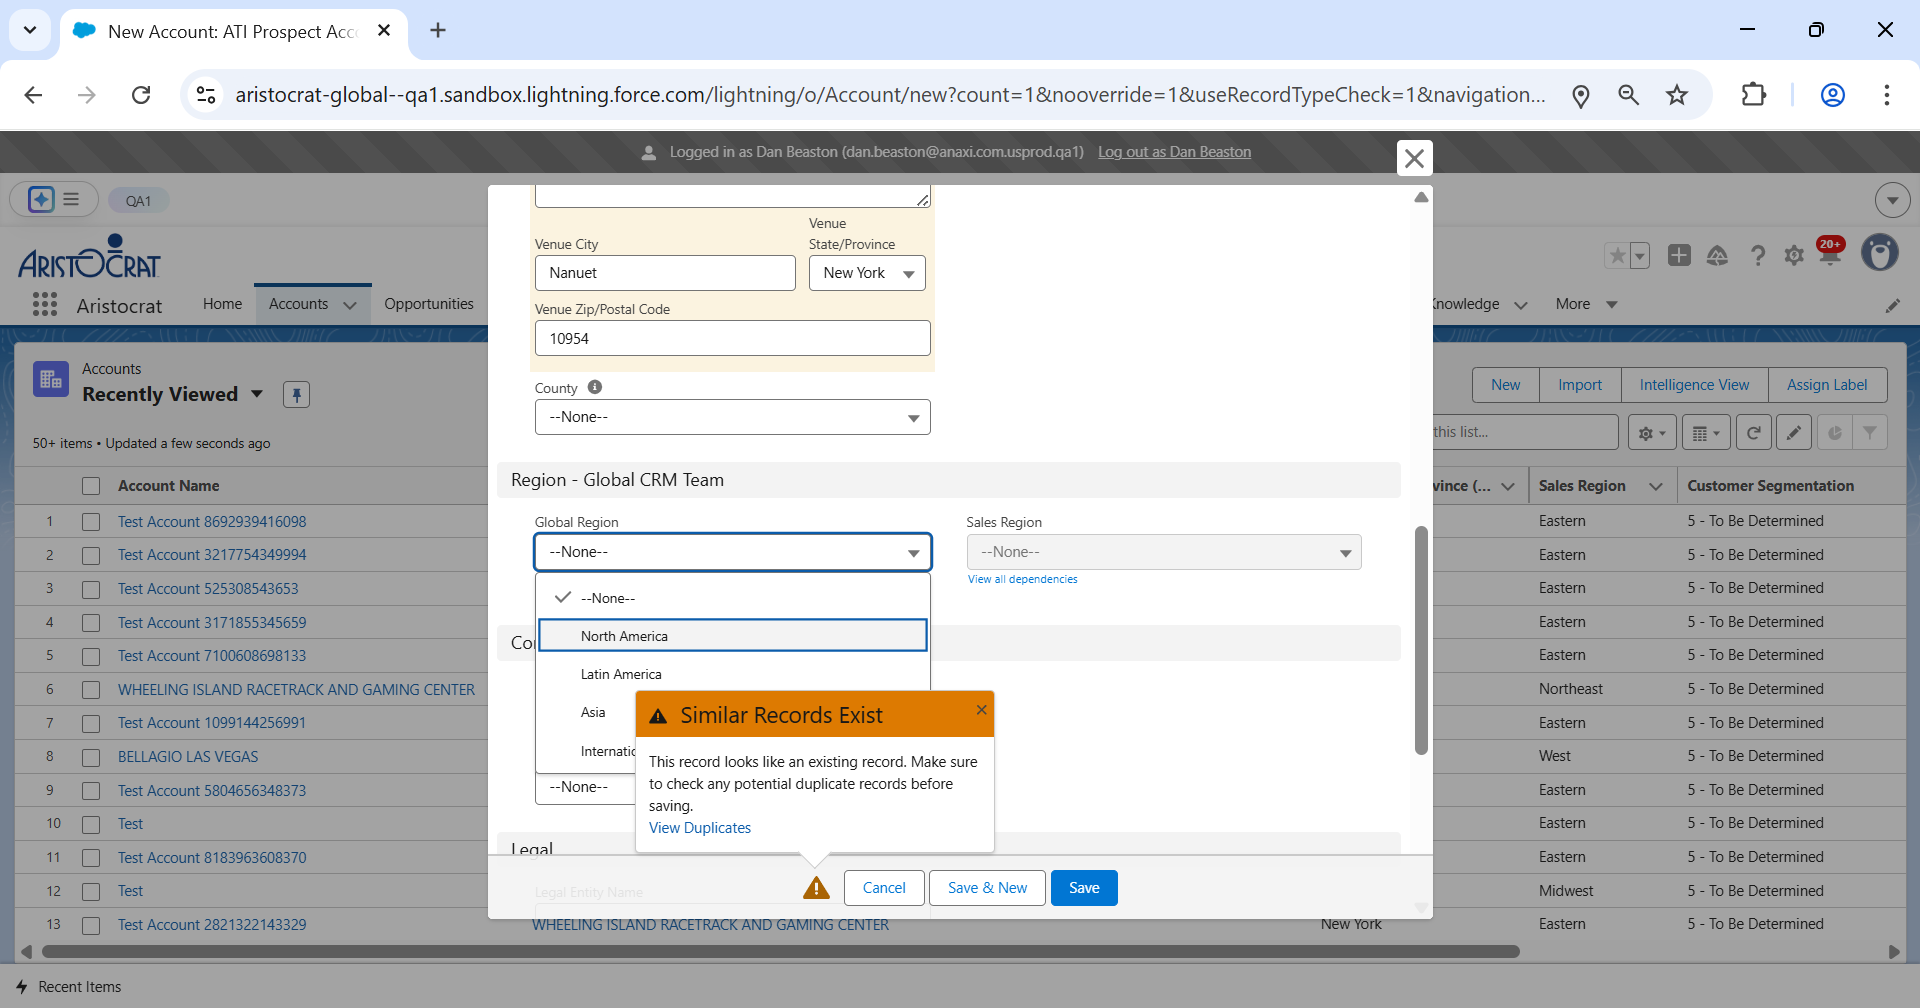 New Account: ATI Prospect Acc
aristocrat-global--qa1.sandbox.lightning.force.com/lightning/o/Account/new?count=1&nooverride=1&useRecordTypeCheck=1&navigation...
Logged in as Dan Beaston (dan.beaston@anaxi.com.usprod.qa1) Log out as Dan Beaston
QA1
ARISTOCRAT
20+
Aristocrat
Home
Accounts
Opportunities
Knowledge
More
Accounts
Recently Viewed
50+ items • Updated a few seconds ago
New
Import
Intelligence View
Assign Label
this list...
Account Name
vince (...
Sales Region
Customer Segmentation
1 Test Account 8692939416098 Eastern 5 - To Be Determined
2 Test Account 3217754349994 Eastern 5 - To Be Determined
3 Test Account 525308543653 Eastern 5 - To Be Determined
4 Test Account 3171855345659 Eastern 5 - To Be Determined
5 Test Account 7100608698133 Eastern 5 - To Be Determined
6 WHEELING ISLAND RACETRACK AND GAMING CENTER Northeast 5 - To Be Determined
7 Test Account 1099144256991 Eastern 5 - To Be Determined
8 BELLAGIO LAS VEGAS West 5 - To Be Determined
9 Test Account 5804656348373 Eastern 5 - To Be Determined
10 Test Eastern 5 - To Be Determined
11 Test Account 8183963608370 Eastern 5 - To Be Determined
12 Test Midwest 5 - To Be Determined
13 Test Account 2821322143329 WHEELING ISLAND RACETRACK AND GAMING CENTER New York Eastern 5 - To Be Determined
Venue City
Nanuet
Venue
State/Province
New York
Venue Zip/Postal Code
10954
County
--None--
Region - Global CRM Team
Global Region
--None--
Sales Region
--None--
View all dependencies
--None--
North America
Latin America
Asia
Internatio
Co
--None--
Similar Records Exist
This record looks like an existing record. Make sure
to check any potential duplicate records before
saving.
View Duplicates
Legal
Legal Entity Name
Cancel
Save & New
Save
Recent Items